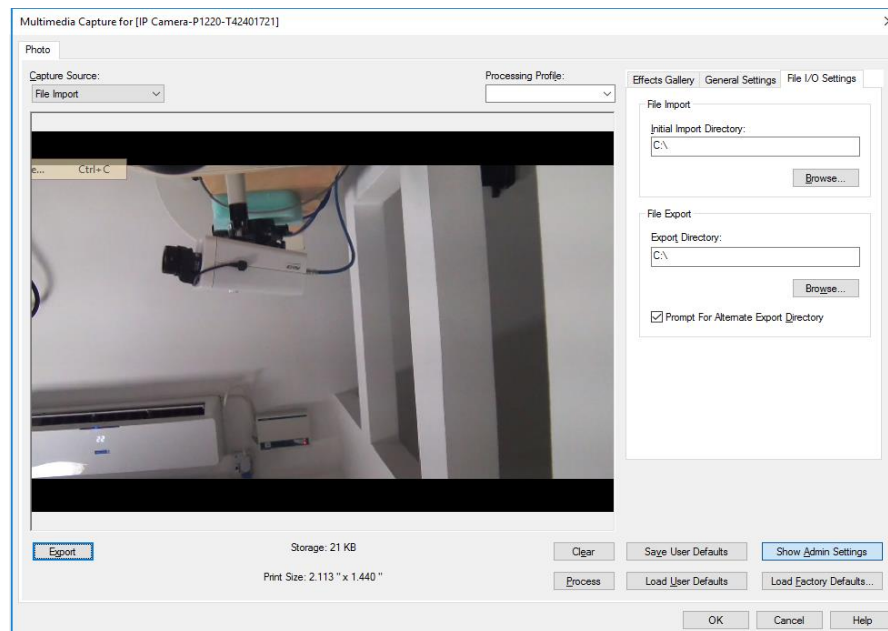 Multimedia Capture for [IP Camera-P1220-T42401721]
Photo
Capture Source:
File Import
Processing Profile:
e... Ctrl+C
Export
Storage: 21 KB
Print Size: 2.113 " x 1.440 "
Clear
Process
Effects Gallery General Settings File I/O Settings
File Import
Initial Import Directory:
C:\
Browse...
File Export
Export Directory:
C:\
Browse...
Prompt For Alternate Export Directory
Save User Defaults Show Admin Settings
Load User Defaults Load Factory Defaults...
OK Cancel Help